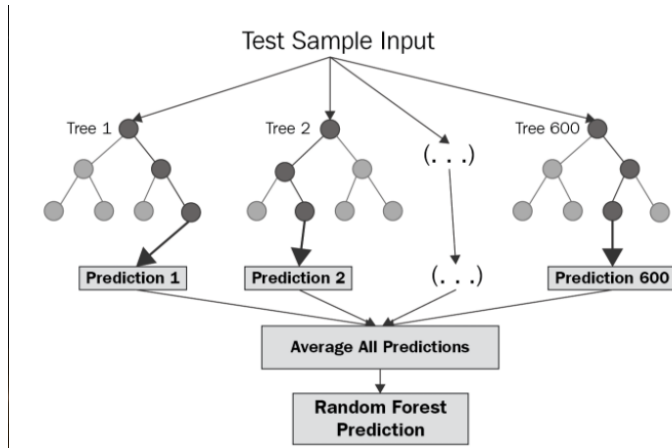 Test Sample Input
Tree 1
Tree 2
Tree 600
(. . .)
Prediction 1
Prediction 2
(. . .)
Prediction 600
Average All Predictions
Random Forest
Prediction